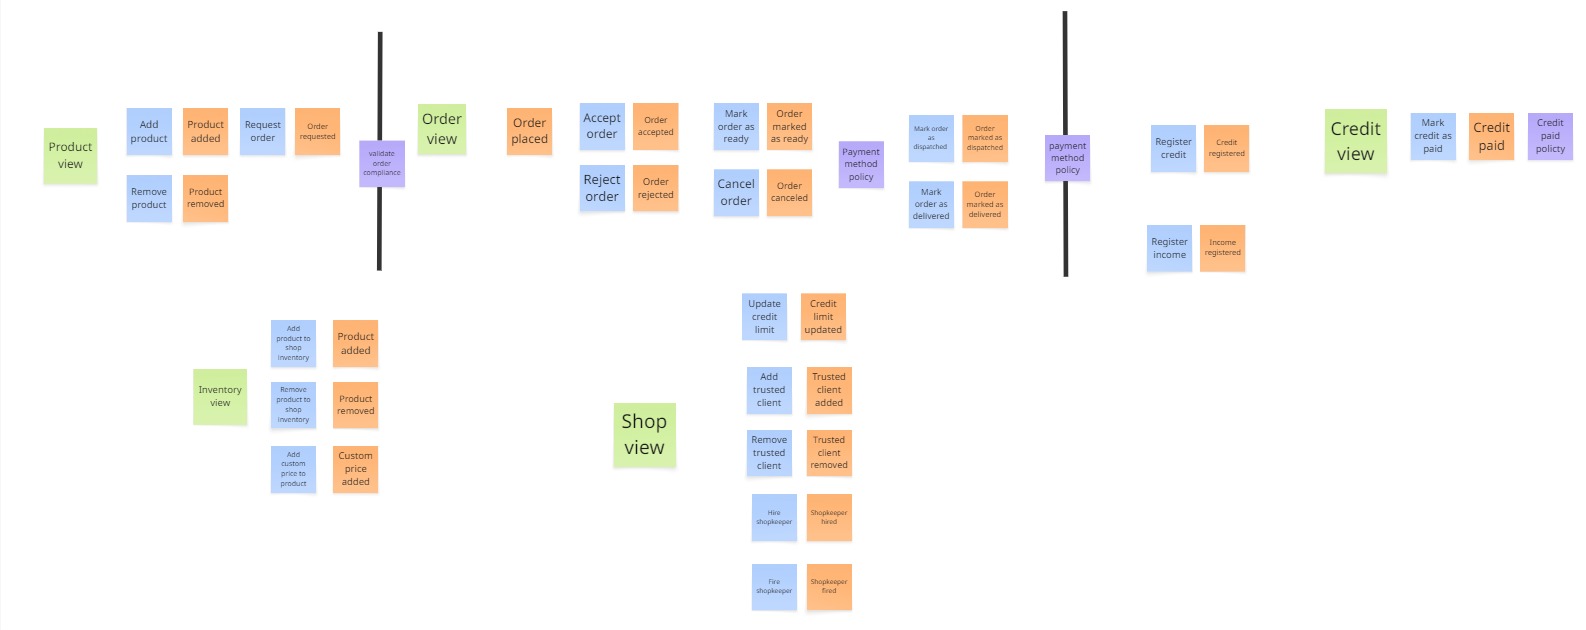 Product
view
Add
product
Product
added
Request
order
Order
requested
Remove
product
Product
removed
validate
order
compliance
Order
view
Order
placed
Accept
order
Order
accepted
Reject
order
Order
rejected
Mark
order as
ready
Order
marked
as ready
Cancel
order
Order
canceled
Payment
method
policy
Mark order
as
dispatched
Order
marked as
dispatched
Mark
order as
delivered
Order
marked as
delivered
payment
method
policy
Register
credit
Credit
registered
Register
income
Income
registered
Credit
view
Mark
credit as
paid
Credit
paid
Credit
paid
policty
Inventory
view
Add
product to
shop
inventory
Product
added
Remove
product to
shop
inventory
Product
removed
Add
custom
price to
product
Custom
price
added
Shop
view
Update
credit
limit
Credit
limit
updated
Add
trusted
client
Trusted
client
added
Remove
trusted
client
Trusted
client
removed
Hire
shopkeeper
Shopkeeper
hired
Fire
shopkeeper
Shopkeeper
fired